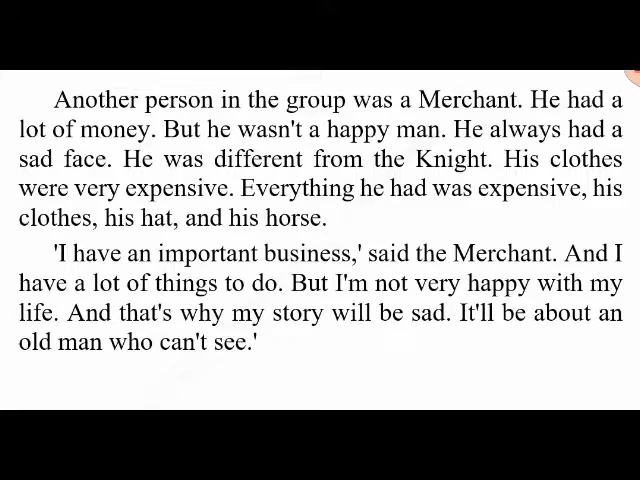 Another person in the group was a Merchant. He had a
lot of money. But he wasn't a happy man. He always had a
sad face. He was different from the Knight. His clothes
were very expensive. Everything he had was expensive, his
clothes, his hat, and his horse.
'I have an important business,' said the Merchant. And I
have a lot of things to do. But I'm not very happy with my
life. And that's why my story will be sad. It'll be about an
old man who can't see.'